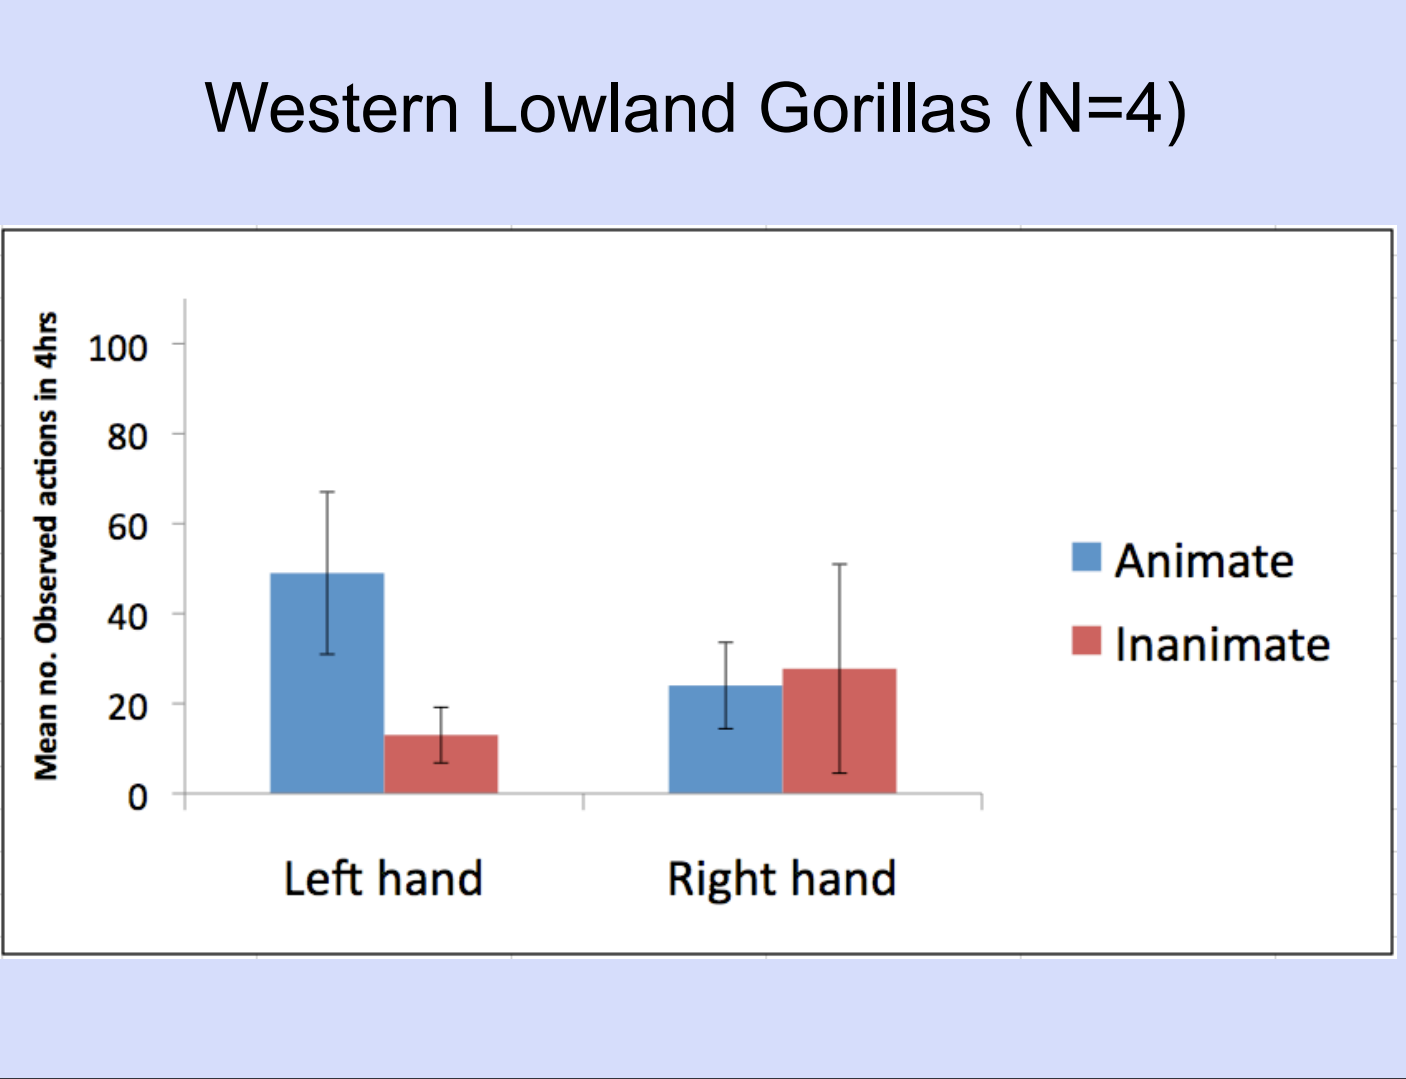 Western Lowland Gorillas (N=4)
Mean no. Observed actions in 4hrs
100
80
60
40
20
0
Left hand
Right hand
Animate
Inanimate